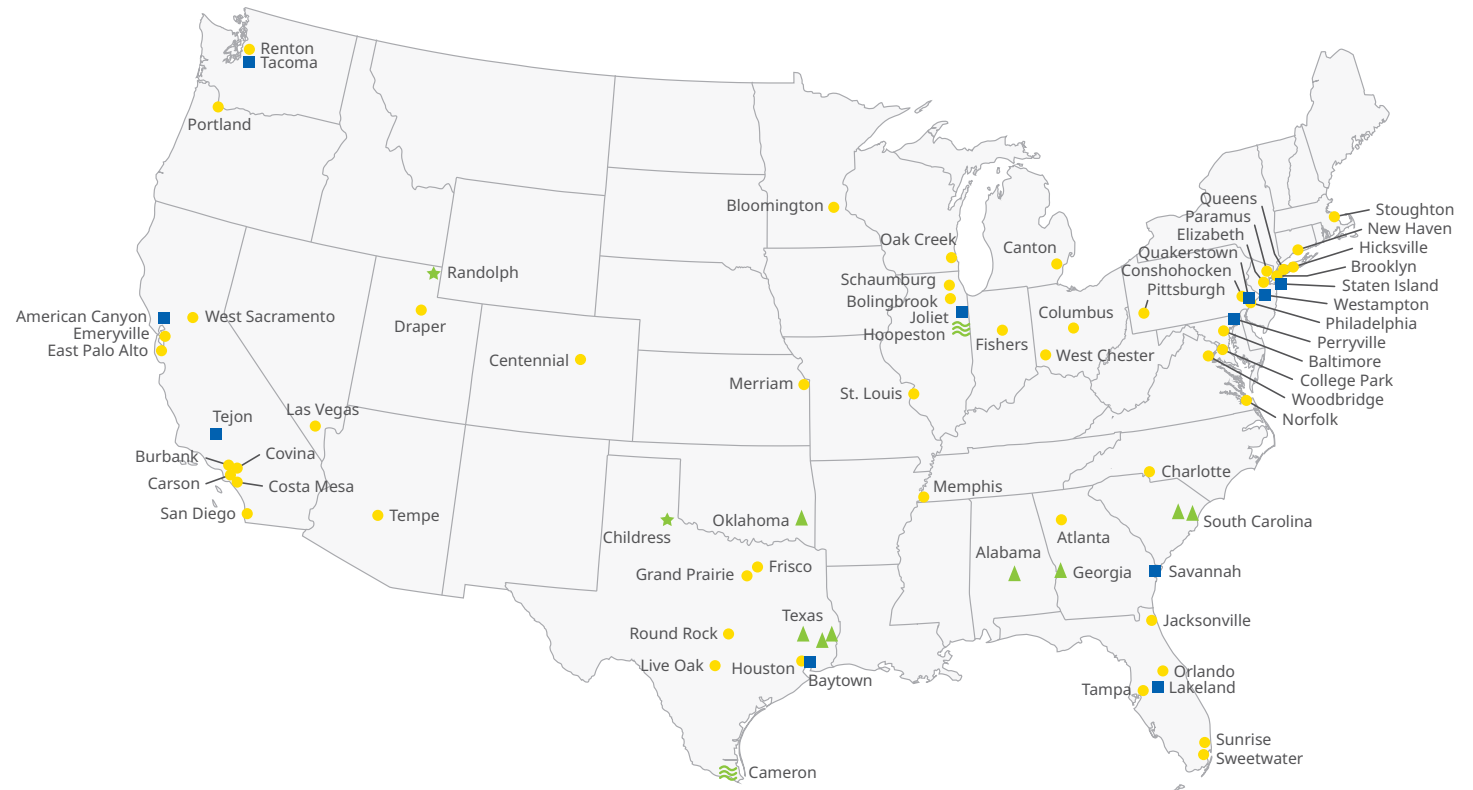 Renton
Tacoma
Portland
Bloomington
Queens
Paramus
Elizabeth
Quakerstown
Conshohocken
Pittsburgh
Stoughton
New Haven
Hicksville
Brooklyn
Staten Island
Westampton
Philadelphia
Perryville
Baltimore
College Park
Woodbridge
Norfolk
Oak Creek
Canton
Schaumburg
Bolingbrook
Joliet
Hoopeston
Randolph
American Canyon
Emeryville
East Palo Alto
West Sacramento
Draper
Columbus
Fishers
West Chester
Centennial
Merriam
St. Louis
Tejon
Las Vegas
Burbank
Covina
Carson
Costa Mesa
San Diego
Tempe
Memphis
Charlotte
Childress
Oklahoma
South Carolina
Atlanta
Alabama
Georgia
Savannah
Grand Prairie
Frisco
Texas
Round Rock
Live Oak
Houston
Baytown
Jacksonville
Orlando
Tampa
Lakeland
Sunrise
Sweetwater
Cameron